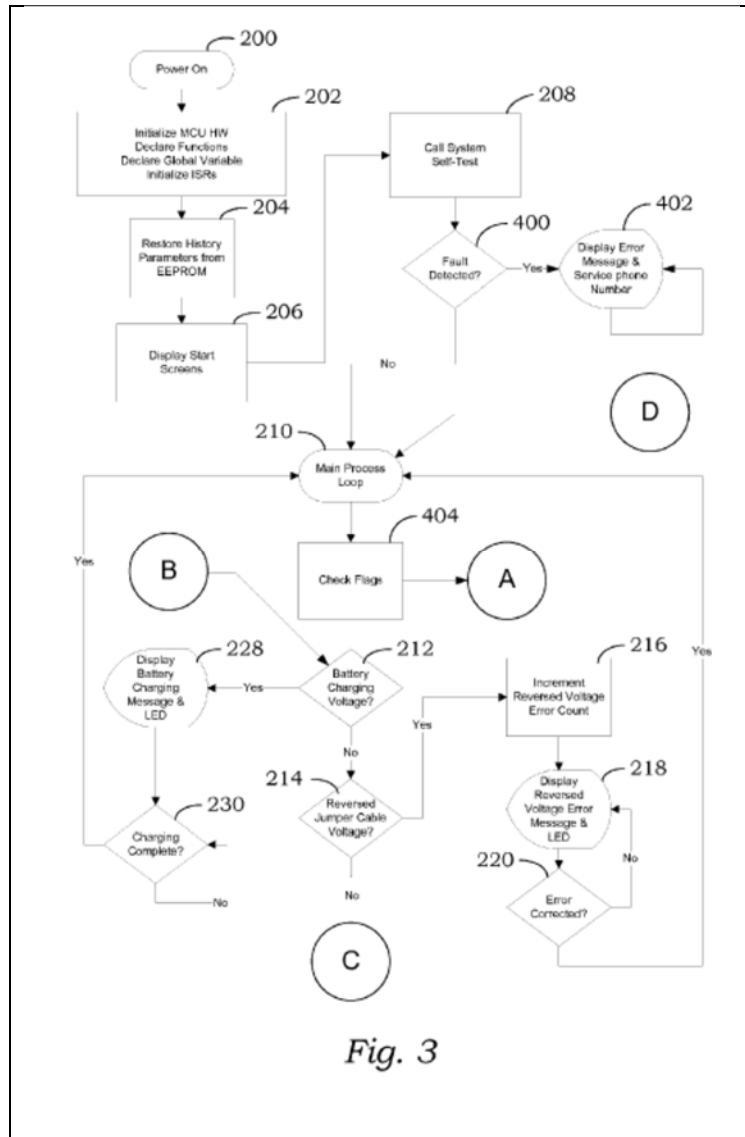 200
Power On
202
Initialize MCU HW
Declare Functions
Declare Global Variable
Initialize ISRs
204
Restore History
Parameters from
EEPROM
206
Display Start
Screens
208
Call System
Self-Test
400
Fault
Detected?
Yes
402
Display Error
Message &
Service phone
Number
No
D
210
Main Process
Loop
404
Check Flags
A
Yes
B
228
Display
Battery
Charging
Message &
LED
Yes
212
Battery
Charging
Voltage?
No
214
Reversed
Jumper Cable
Voltage?
Yes
No
216
Increment
Reversed Voltage
Error Count
Yes
218
Display
Reversed
Voltage Error
Message &
LED
No
220
Error
Corrected?
230
Charging
Complete?
No
C
Fig. 3